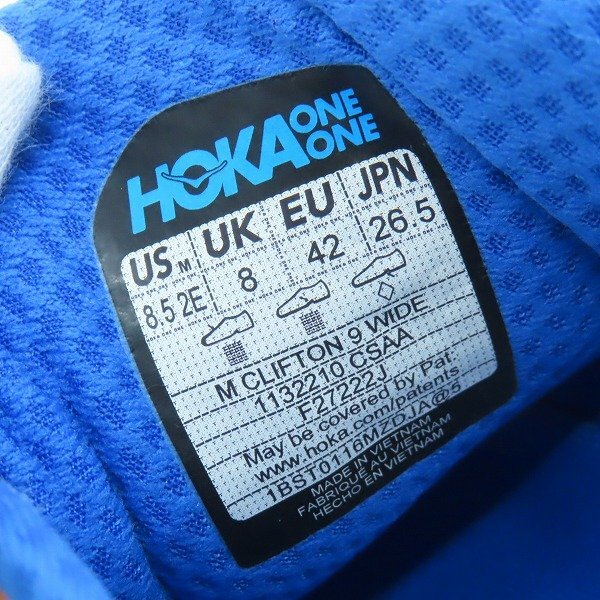 HOKA ONE ONE
US M UK EU JPN
8.5 2E 8 42 26.5
M CLIFTON 9 WIDE
1132210 CSAA
F27222J
May be covered by Pat:
www.hoka.com/patents
1BST0116MZDJA@5
MADE IN VIETNAM
FABRIQUE AU VIETNAM
HECHO EN VIETNAM